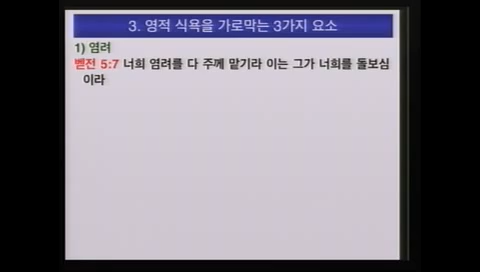 3. 영적 식욕을 가로막는 3가지 요소
1) 염려
벧전 5:7 너희 염려를 다 주께 맡기라 이는 그가 너희를 돌보심
이라